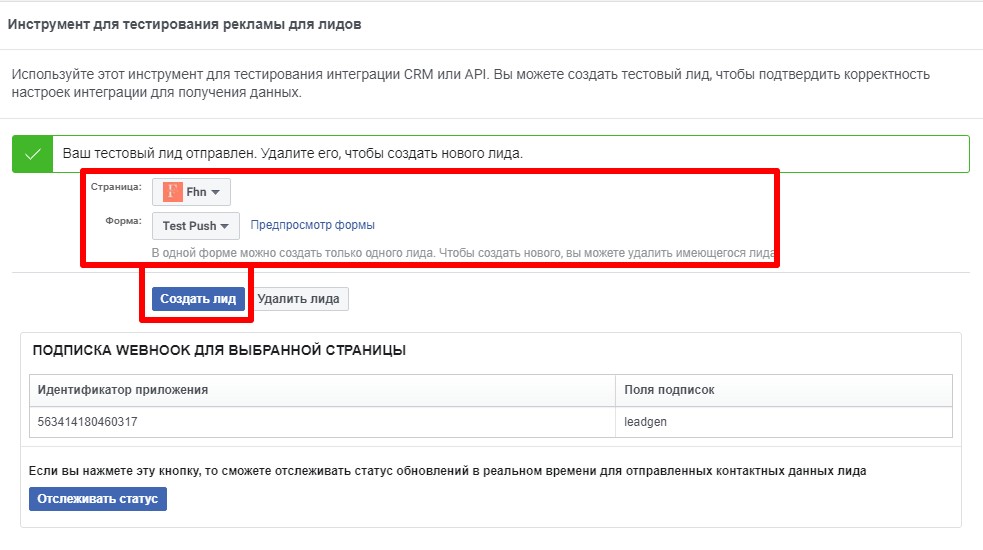 Инструмент для тестирования рекламы для лидов
Используйте этот инструмент для тестирования интеграции CRM или API. Вы можете создать тестовый лид, чтобы подтвердить корректность
настроек интеграции для получения данных.
Ваш тестовый лид отправлен. Удалите его, чтобы создать нового лида.
Страница: F Fhn
Форма: Test Push Предпросмотр формы
В одной форме можно создать только одного лида. Чтобы создать нового, вы можете удалить имеющегося лида
Создать лид Удалить лида
ПОДПИСКА WEBHOOK ДЛЯ ВЫБРАННОЙ СТРАНИЦЫ
Идентификатор приложения Поля подписок
563414180460317 leadgen
Если вы нажмете эту кнопку, то сможете отслеживать статус обновлений в реальном времени для отправленных контактных данных лида
Отслеживать статус